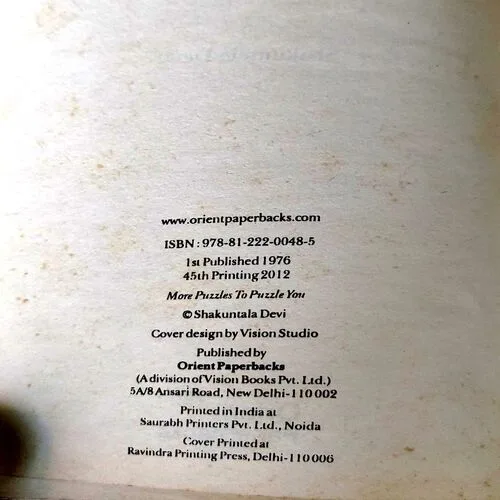 www.orientpaperbacks.com
ISBN : 978-81-222-0048-5
1st Published 1976
45th Printing 2012
More Puzzles To Puzzle You
© Shakuntala Devi
Cover design by Vision Studio
Published by
Orient Paperbacks
(A division of Vision Books Pvt. Ltd.)
5A/8 Ansari Road, New Delhi-110 002
Printed in India at
Saurabh Printers Pvt. Ltd., Noida
Cover Printed at
Ravindra Printing Press, Delhi-110 006